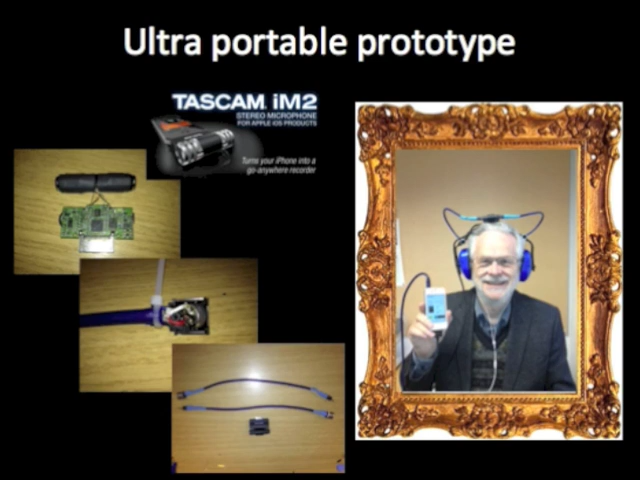 Ultra portable prototype
TASCAM iM2
STEREO MICROPHONE
FOR APPLE iOS PRODUCTS
Turns your iPhone into a
go-anywhere recorder